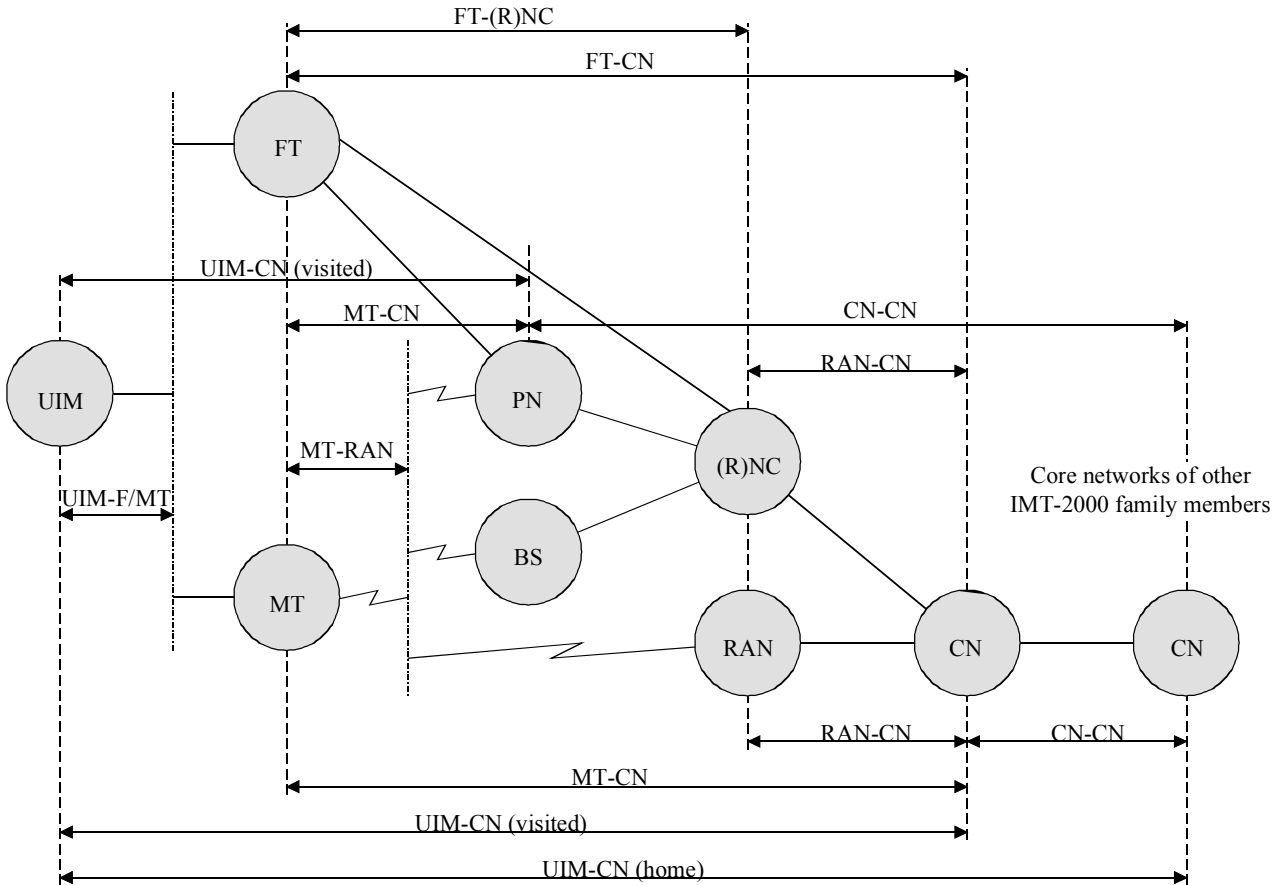 FT-(R)NC
FT-CN
FT
UIM-CN (visited)
MT-CN
CN-CN
RAN-CN
UIM
PN
MT-RAN
(R)NC
Core networks of other
IMT-2000 family members
UIM-F/MT
BS
MT
RAN
CN
CN
RAN-CN
CN-CN
MT-CN
UIM-CN (visited)
UIM-CN (home)